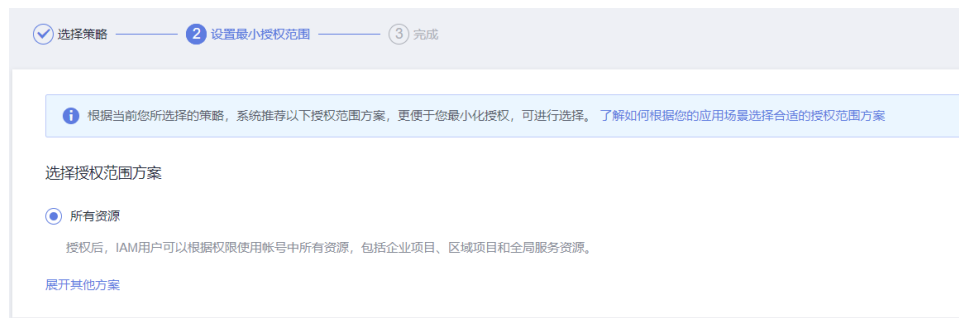 选择策略 2 设置最小授权范围 3 完成
根据当前您所选择的策略，系统推荐以下授权范围方案，更便于您最小化授权，可进行选择。 了解如何根据您的应用场景选择合适的授权范围方案
选择授权范围方案
所有资源
授权后，IAM用户可以根据权限使用帐号中所有资源，包括企业项目、区域项目和全局服务资源。
展开其他方案